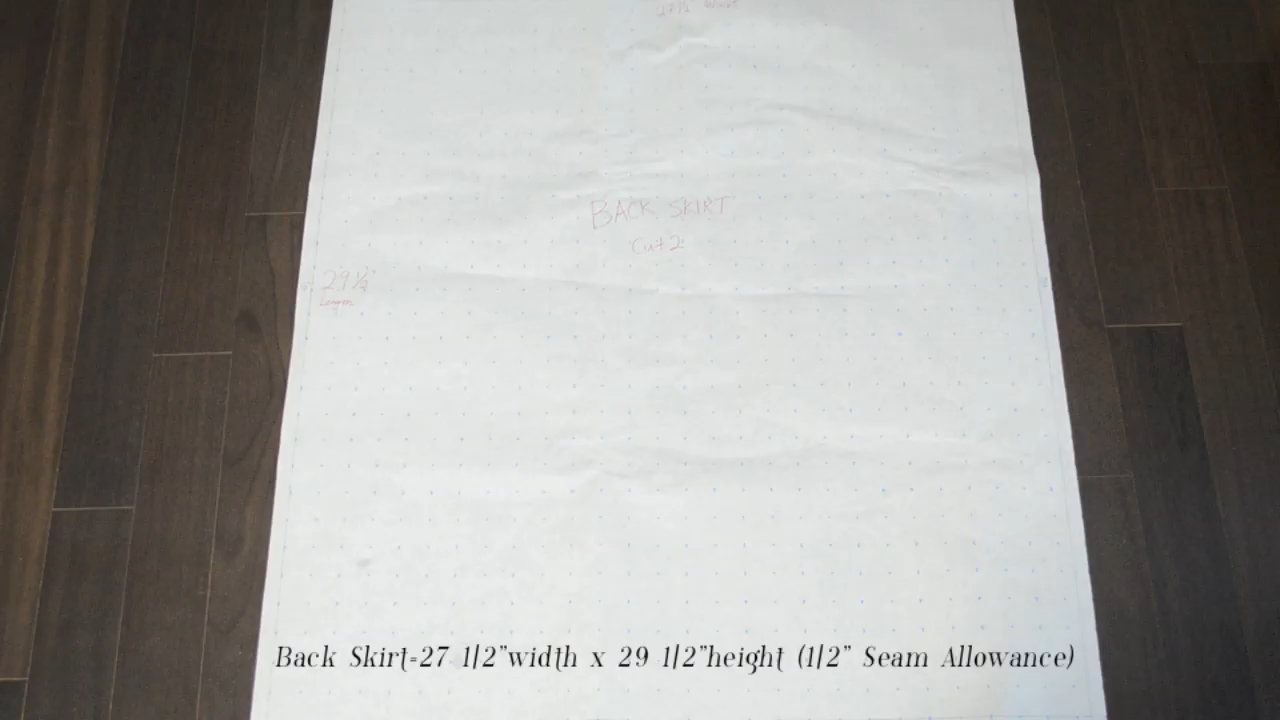 BACK SKIRT
Cut 2
29 1/2"
Length
Back Skirt=27 1/2"width x 29 1/2"height (1/2" Seam Allowance)